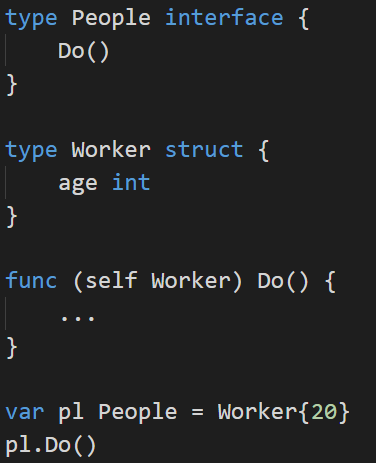 type People interface {
    Do()
}

type Worker struct {
    age int
}

func (self Worker) Do() {
    ...
}

var pl People = Worker{20}
pl.Do()